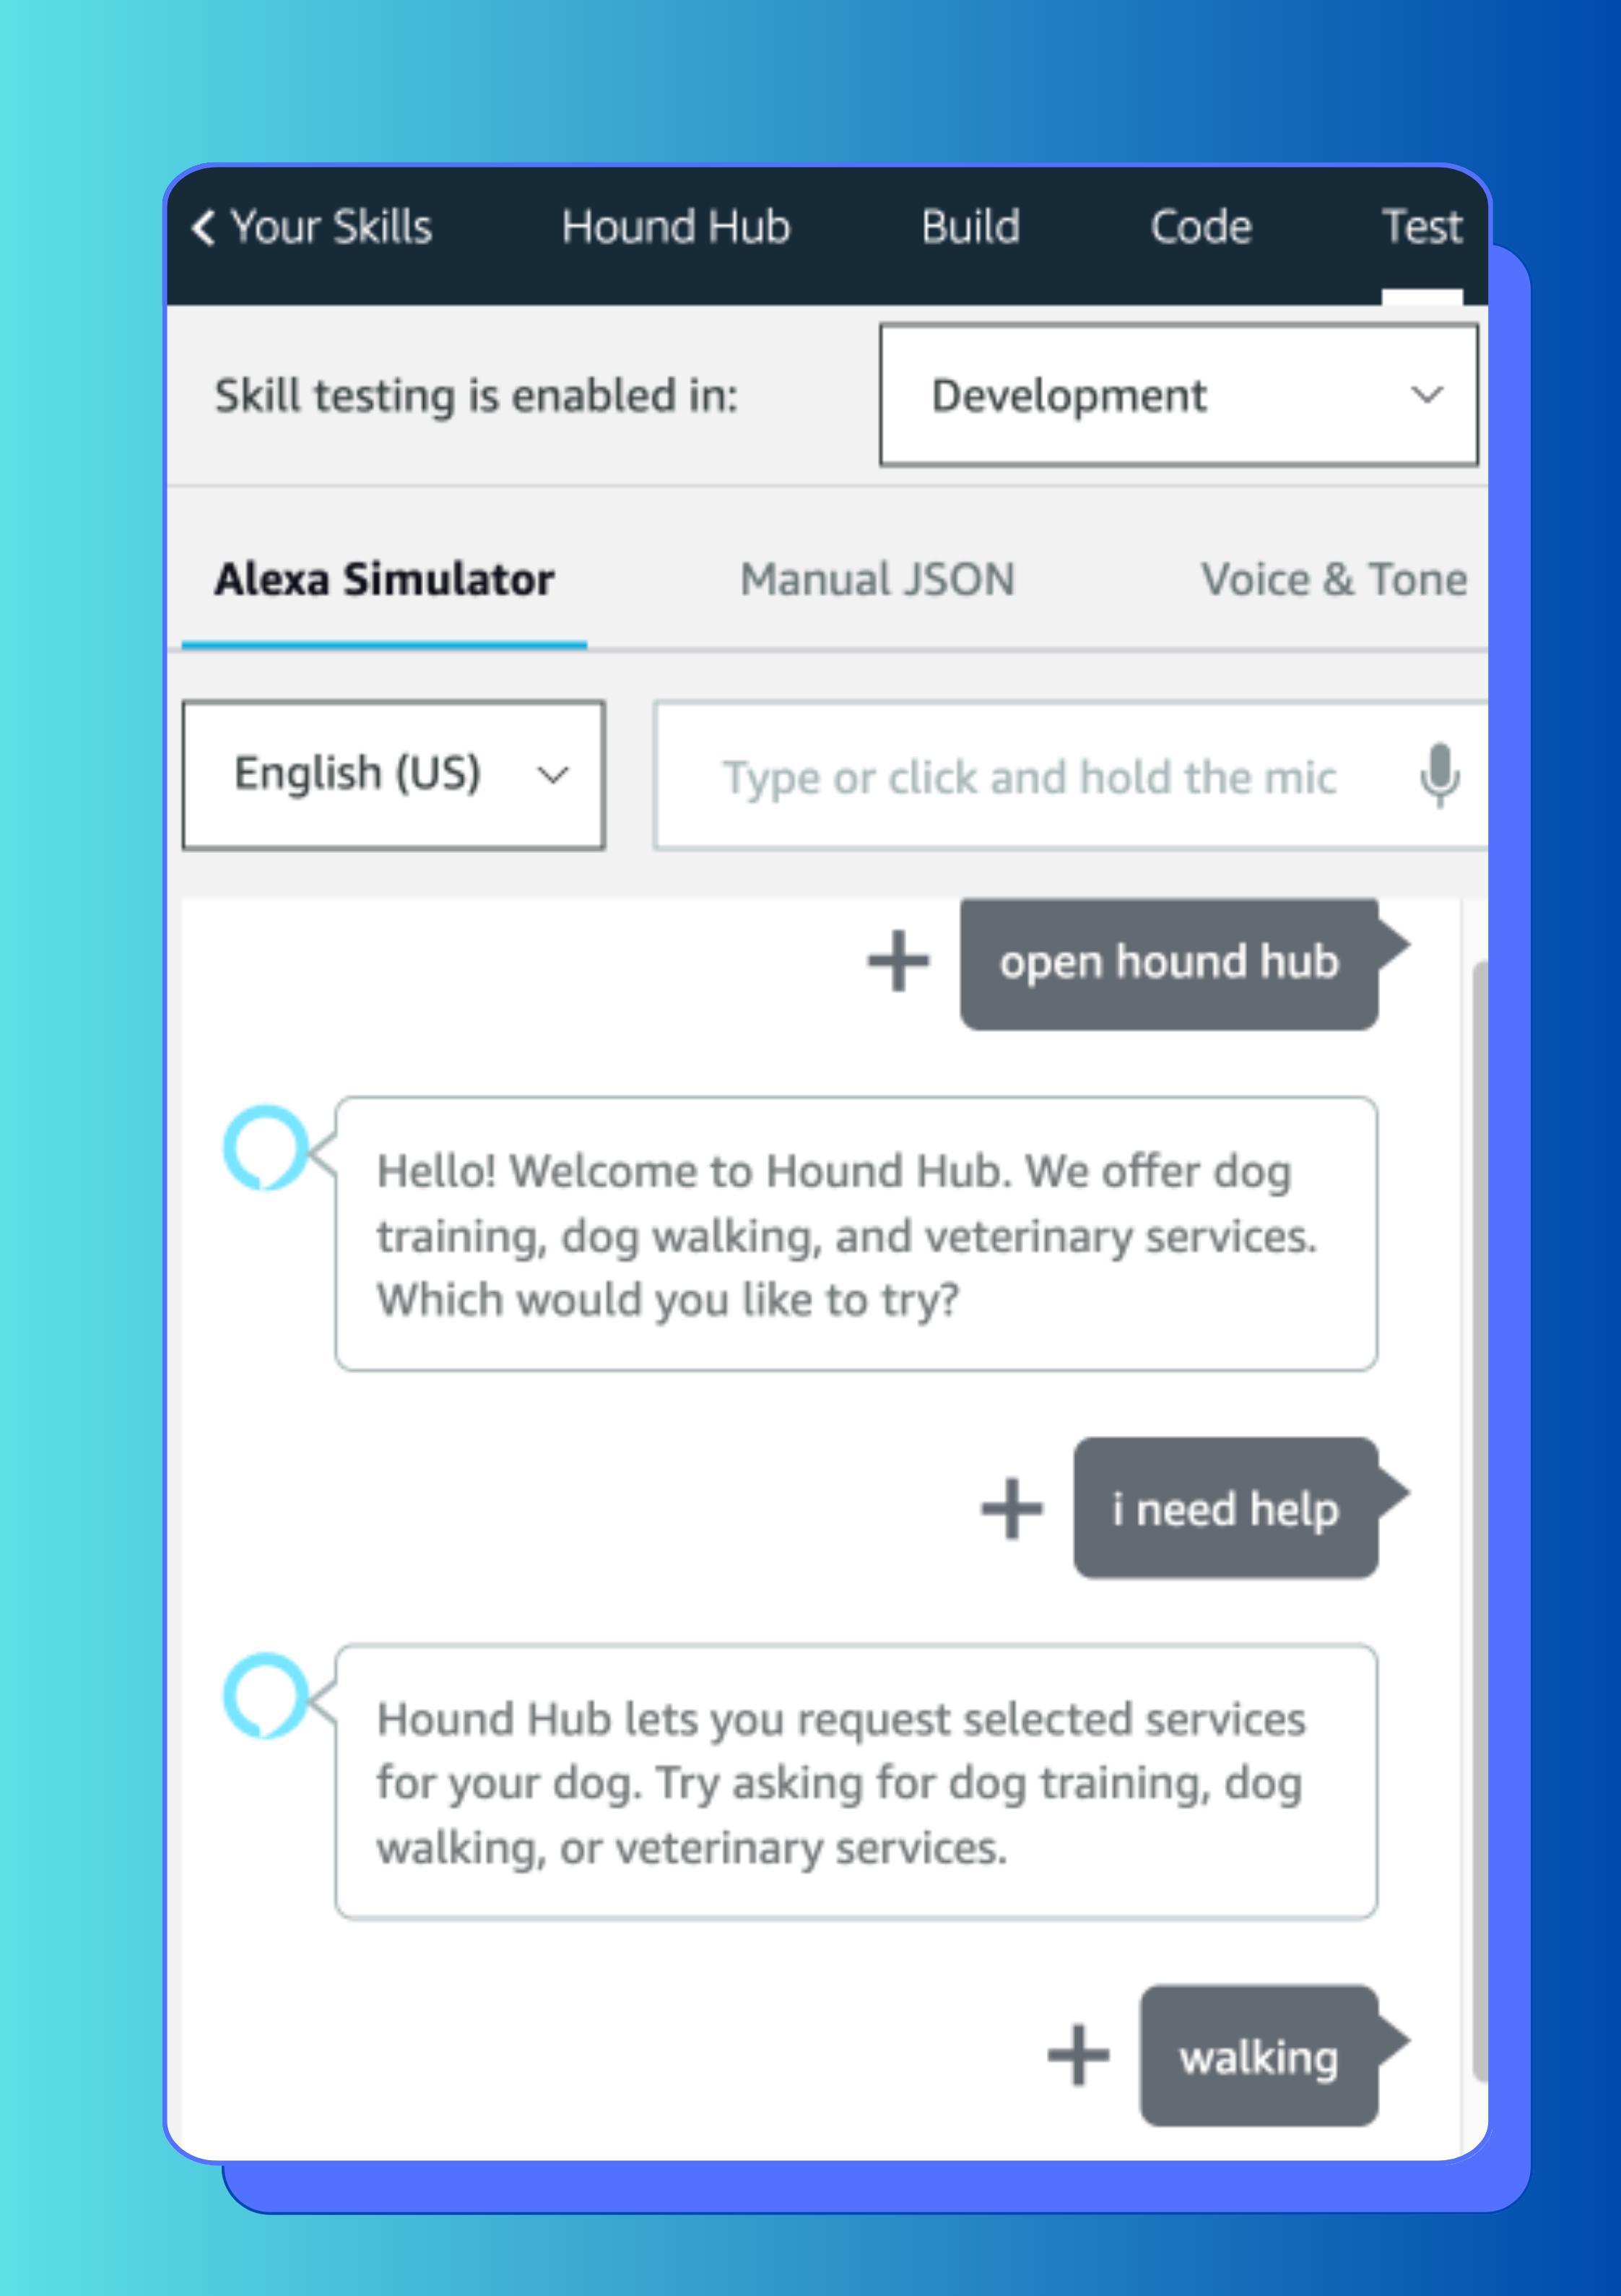 Your Skills Hound Hub Build Code Test
Skill testing is enabled in: Development
Alexa Simulator Manual JSON Voice & Tone
English (US) Type or click and hold the mic
open hound hub
Hello! Welcome to Hound Hub. We offer dog
training, dog walking, and veterinary services.
Which would you like to try?
i need help
Hound Hub lets you request selected services
for your dog. Try asking for dog training, dog
walking, or veterinary services.
walking